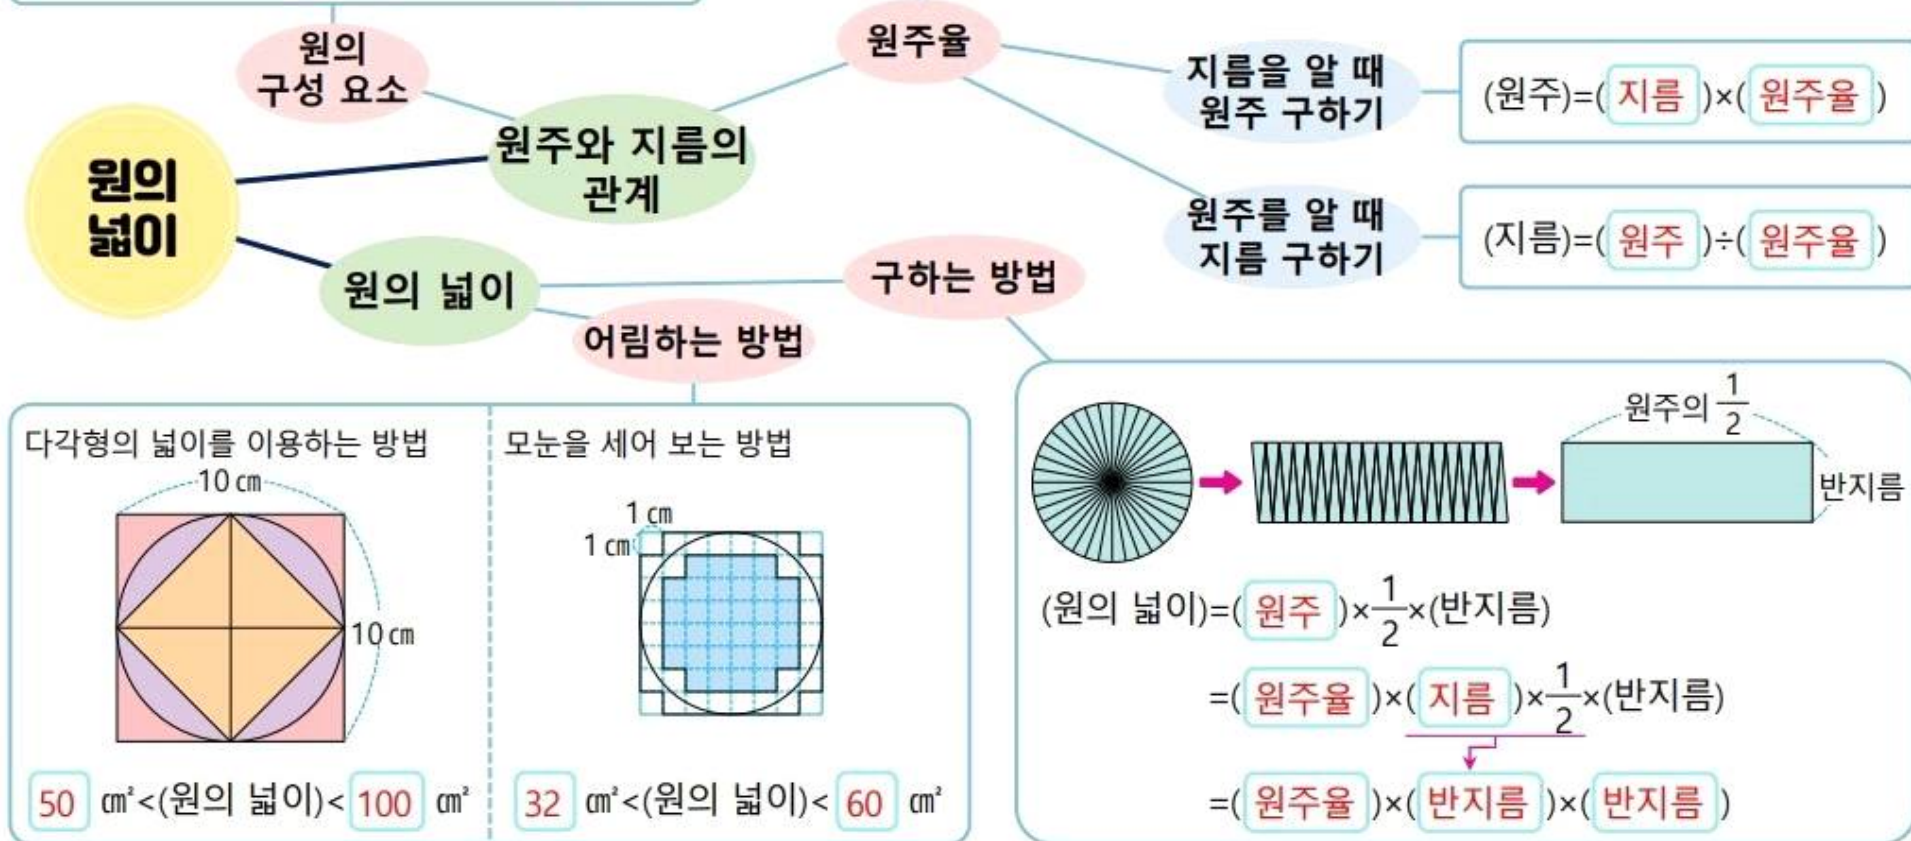 원의
구성 요소
원주율
지름을 알 때
원주 구하기
(원주)=( 지름 )×( 원주율 )
원주와 지름의
관계
원의
넓이
원주를 알 때
지름 구하기
(지름)=( 원주 )÷( 원주율 )
원의 넓이
구하는 방법
어림하는 방법
다각형의 넓이를 이용하는 방법
10 ㎝
10 ㎝
50 ㎠<(원의 넓이)< 100 ㎠
모눈을 세어 보는 방법
1 ㎝
1 ㎝
32 ㎠<(원의 넓이)< 60 ㎠
원주의 1/2
반지름
(원의 넓이)=( 원주 )×1/2×(반지름)
=( 원주율 )×( 지름 )×1/2×(반지름)
=( 원주율 )×( 반지름 )×( 반지름 )